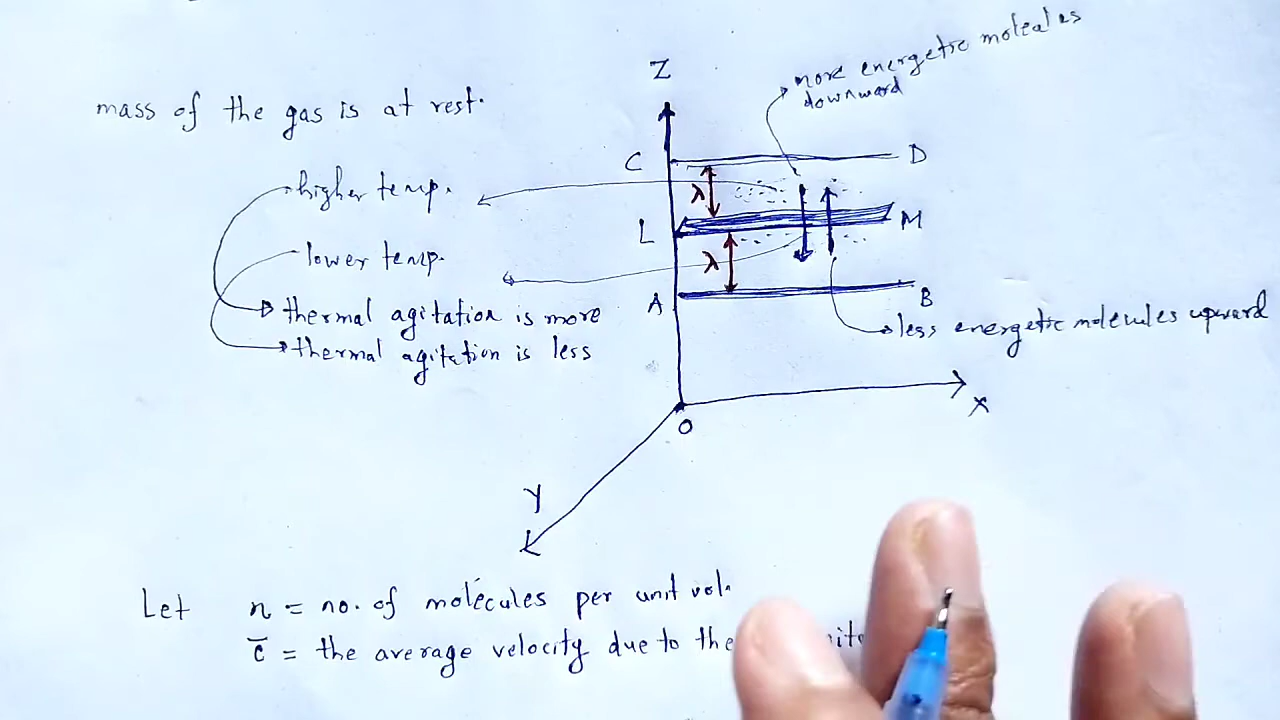 mass of the gas is at rest.
Z
more energetic molecules
downward
C
D
higher temp.
λ
L
M
lower temp.
λ
A
B
thermal agitation is more
less energetic molecules upward
thermal agitation is less
X
O
Y
Let n = no. of molecules per unit vol.
c̄ = the average velocity due to the